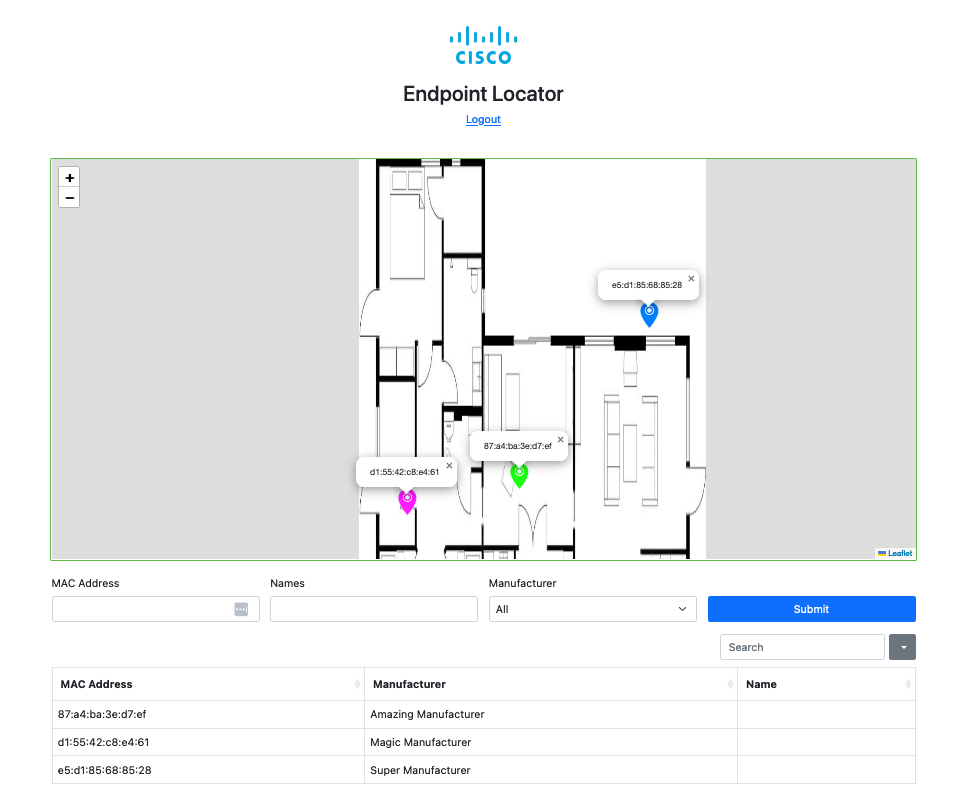 CISCO
Endpoint Locator
Logout
+
−
e5:d1:85:68:85:28 ×
87:a4:ba:3e:d7:ef ×
d1:55:42:c8:e4:61 ×
Leaflet
MAC Address Names Manufacturer
All Submit
Search
MAC Address Manufacturer Name
87:a4:ba:3e:d7:ef Amazing Manufacturer
d1:55:42:c8:e4:61 Magic Manufacturer
e5:d1:85:68:85:28 Super Manufacturer